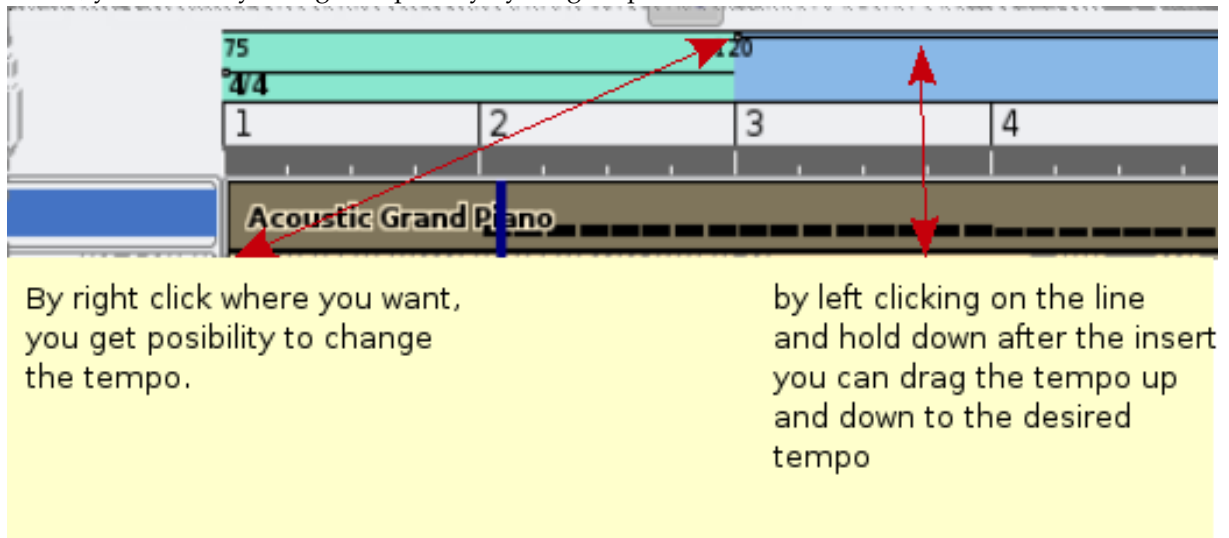 75
120
4/4
1
2
3
4
Acoustic Grand Piano
By right click where you want,
you get posibility to change
the tempo.
by left clicking on the line
and hold down after the insert
you can drag the tempo up
and down to the desired
tempo